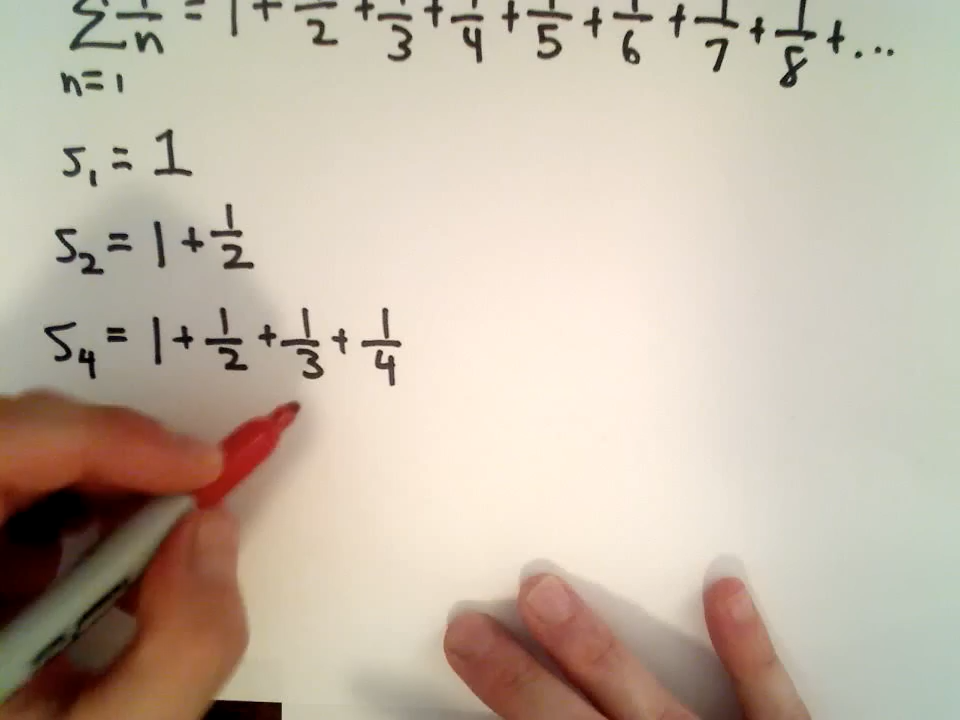 ∑ 1/n = 1 + 1/2 + 1/3 + 1/4 + 1/5 + 1/6 + 1/7 + 1/8 + ...
n=1
S₁ = 1
S₂ = 1 + 1/2
S₄ = 1 + 1/2 + 1/3 + 1/4